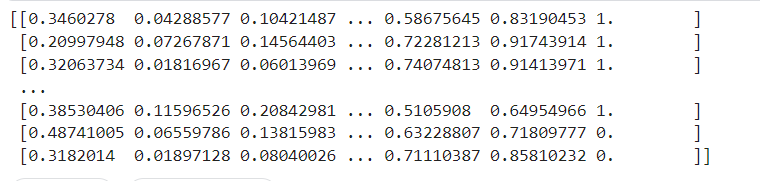 [[0.3460278 0.04288577 0.10421487 ... 0.58675645 0.83190453 1. ]
[0.20997948 0.07267871 0.14564403 ... 0.72281213 0.91743914 1. ]
[0.32063734 0.01816967 0.06013969 ... 0.74074813 0.91413971 1. ]
...
[0.38530406 0.11596526 0.20842981 ... 0.5105908 0.64954966 1. ]
[0.48741005 0.06559786 0.13815983 ... 0.63228807 0.71809777 0. ]
[0.3182014 0.01897128 0.08040026 ... 0.71110387 0.85810232 0. ]]